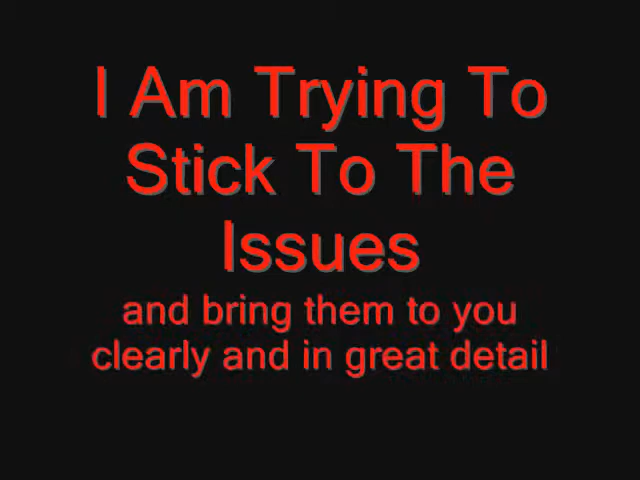 I Am Trying To
Stick To The
Issues
and bring them to you
clearly and in great detail